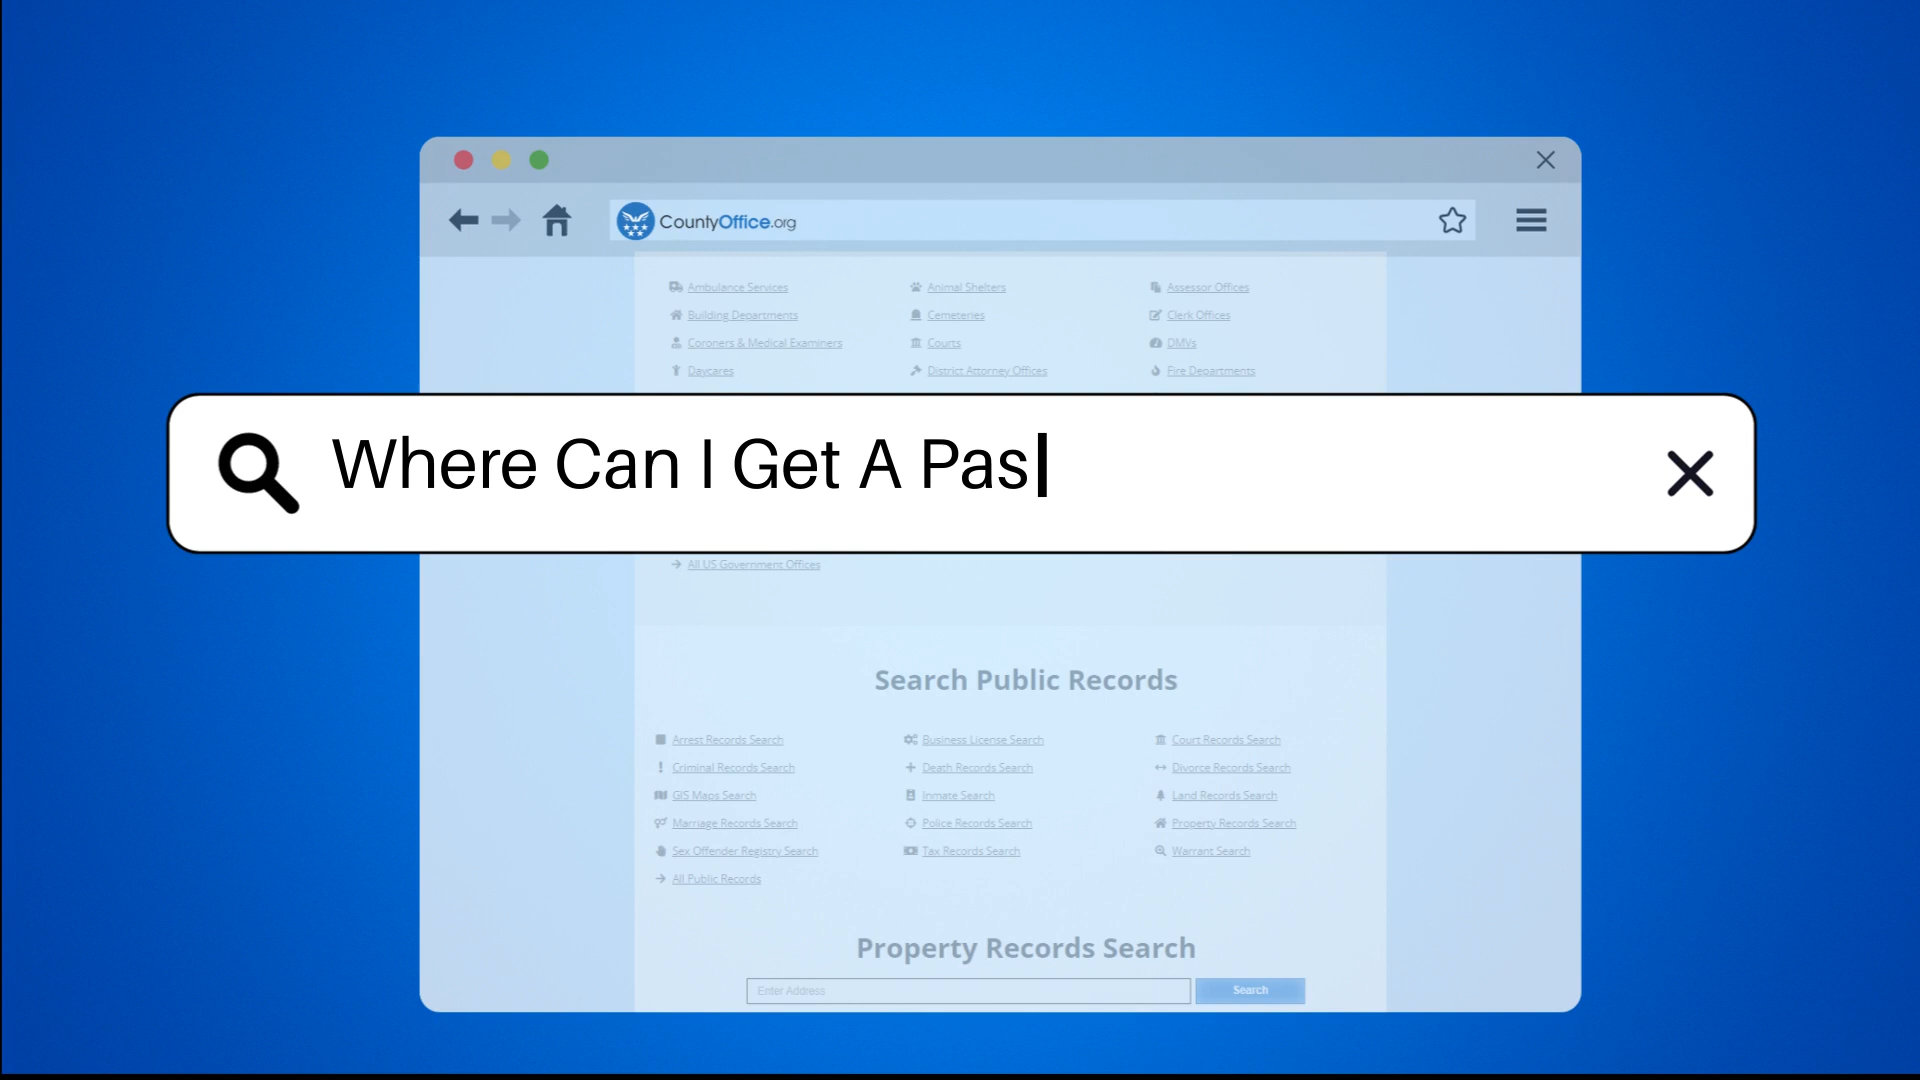 CountyOffice.org
Ambulance Services Animal Shelters Assessor Offices
Building Departments Cemeteries Clerk Offices
Coroners & Medical Examiners Courts DMVs
Daycares District Attorney Offices Fire Departments
Where Can I Get A Pas
All US Government Offices
Search Public Records
Arrest Records Search Business License Search Court Records Search
Criminal Records Search Death Records Search Divorce Records Search
GIS Maps Search Inmate Search Land Records Search
Marriage Records Search Police Records Search Property Records Search
Sex Offender Registry Search Tax Records Search Warrant Search
All Public Records
Property Records Search
Enter Address Search